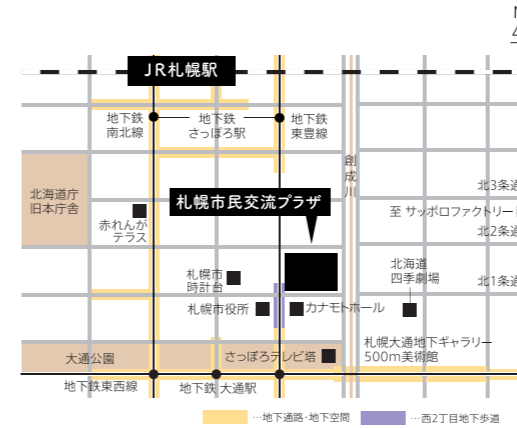 JR札幌駅
地下鉄
南北線
地下鉄
さっぽろ駅
地下鉄
東豊線
創成川
北海道庁
旧本庁舎
赤れんが
テラス
札幌市民交流プラザ
北3条通
至 サッポロファクトリー
北2条通
札幌市
時計台
北海道
四季劇場
北1条通
札幌市役所
カナモトホール
札幌大通地下ギャラリー
500m美術館
大通公園
さっぽろテレビ塔
地下鉄東西線
地下鉄 大通駅
…地下通路・地下空間
…西2丁目地下歩道